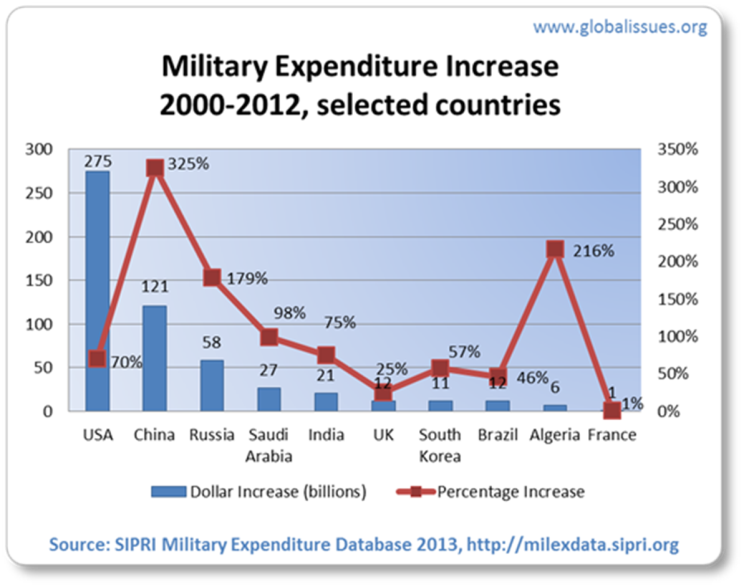 www.globalissues.org
Military Expenditure Increase
2000-2012, selected countries
300 275 325% 350%
250 300%
200 216% 250%
150 121 179% 200%
100 58 98% 75% 150%
50 70% 27 21 25% 57% 46% 6 100%
0 12 11 12 1 1% 50%
0%
USA China Russia Saudi Arabia India UK South Korea Brazil Algeria France
Dollar Increase (billions) Percentage Increase
Source: SIPRI Military Expenditure Database 2013, http://milexdata.sipri.org